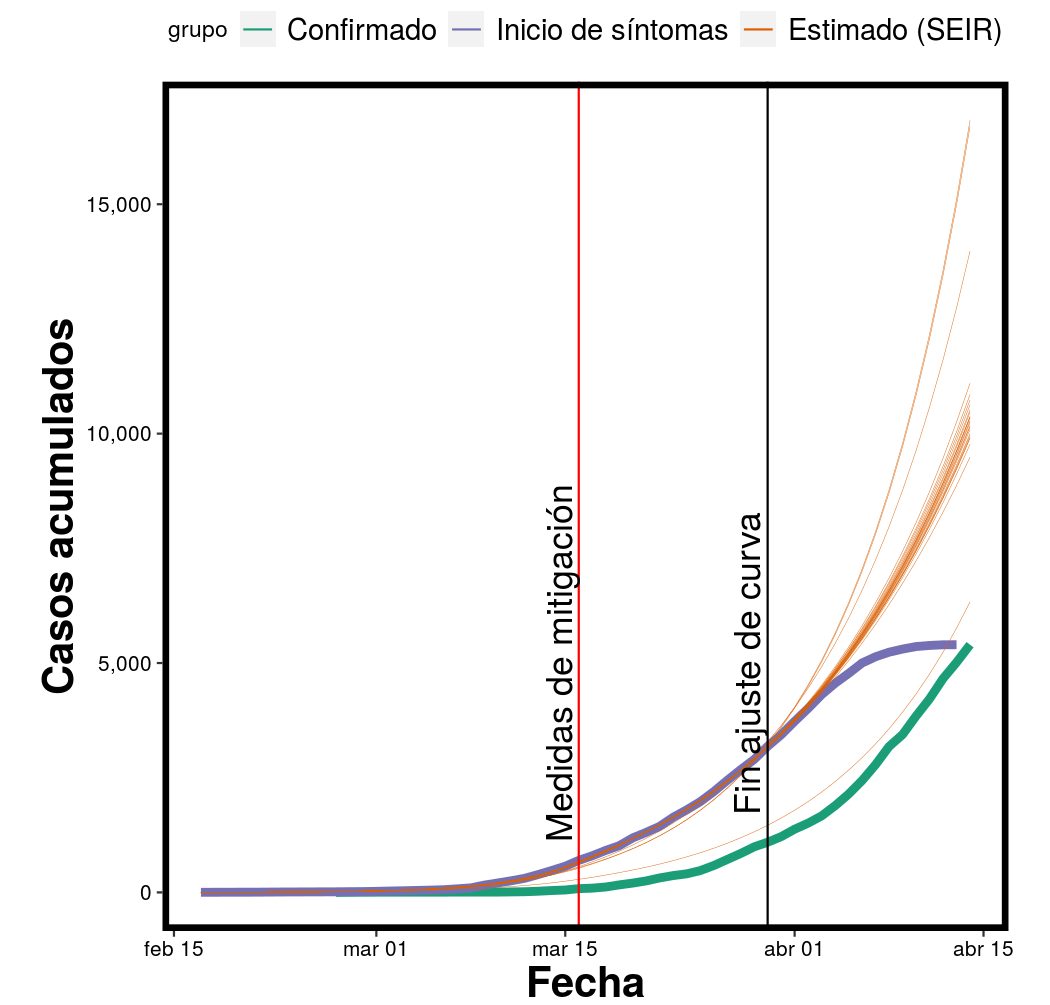 grupo Confirmado Inicio de síntomas Estimado (SEIR)
15,000
10,000
5,000
0
Casos acumulados
Medidas de mitigación
Fin ajuste de curva
feb 15 mar 01 mar 15 abr 01 abr 15
Fecha